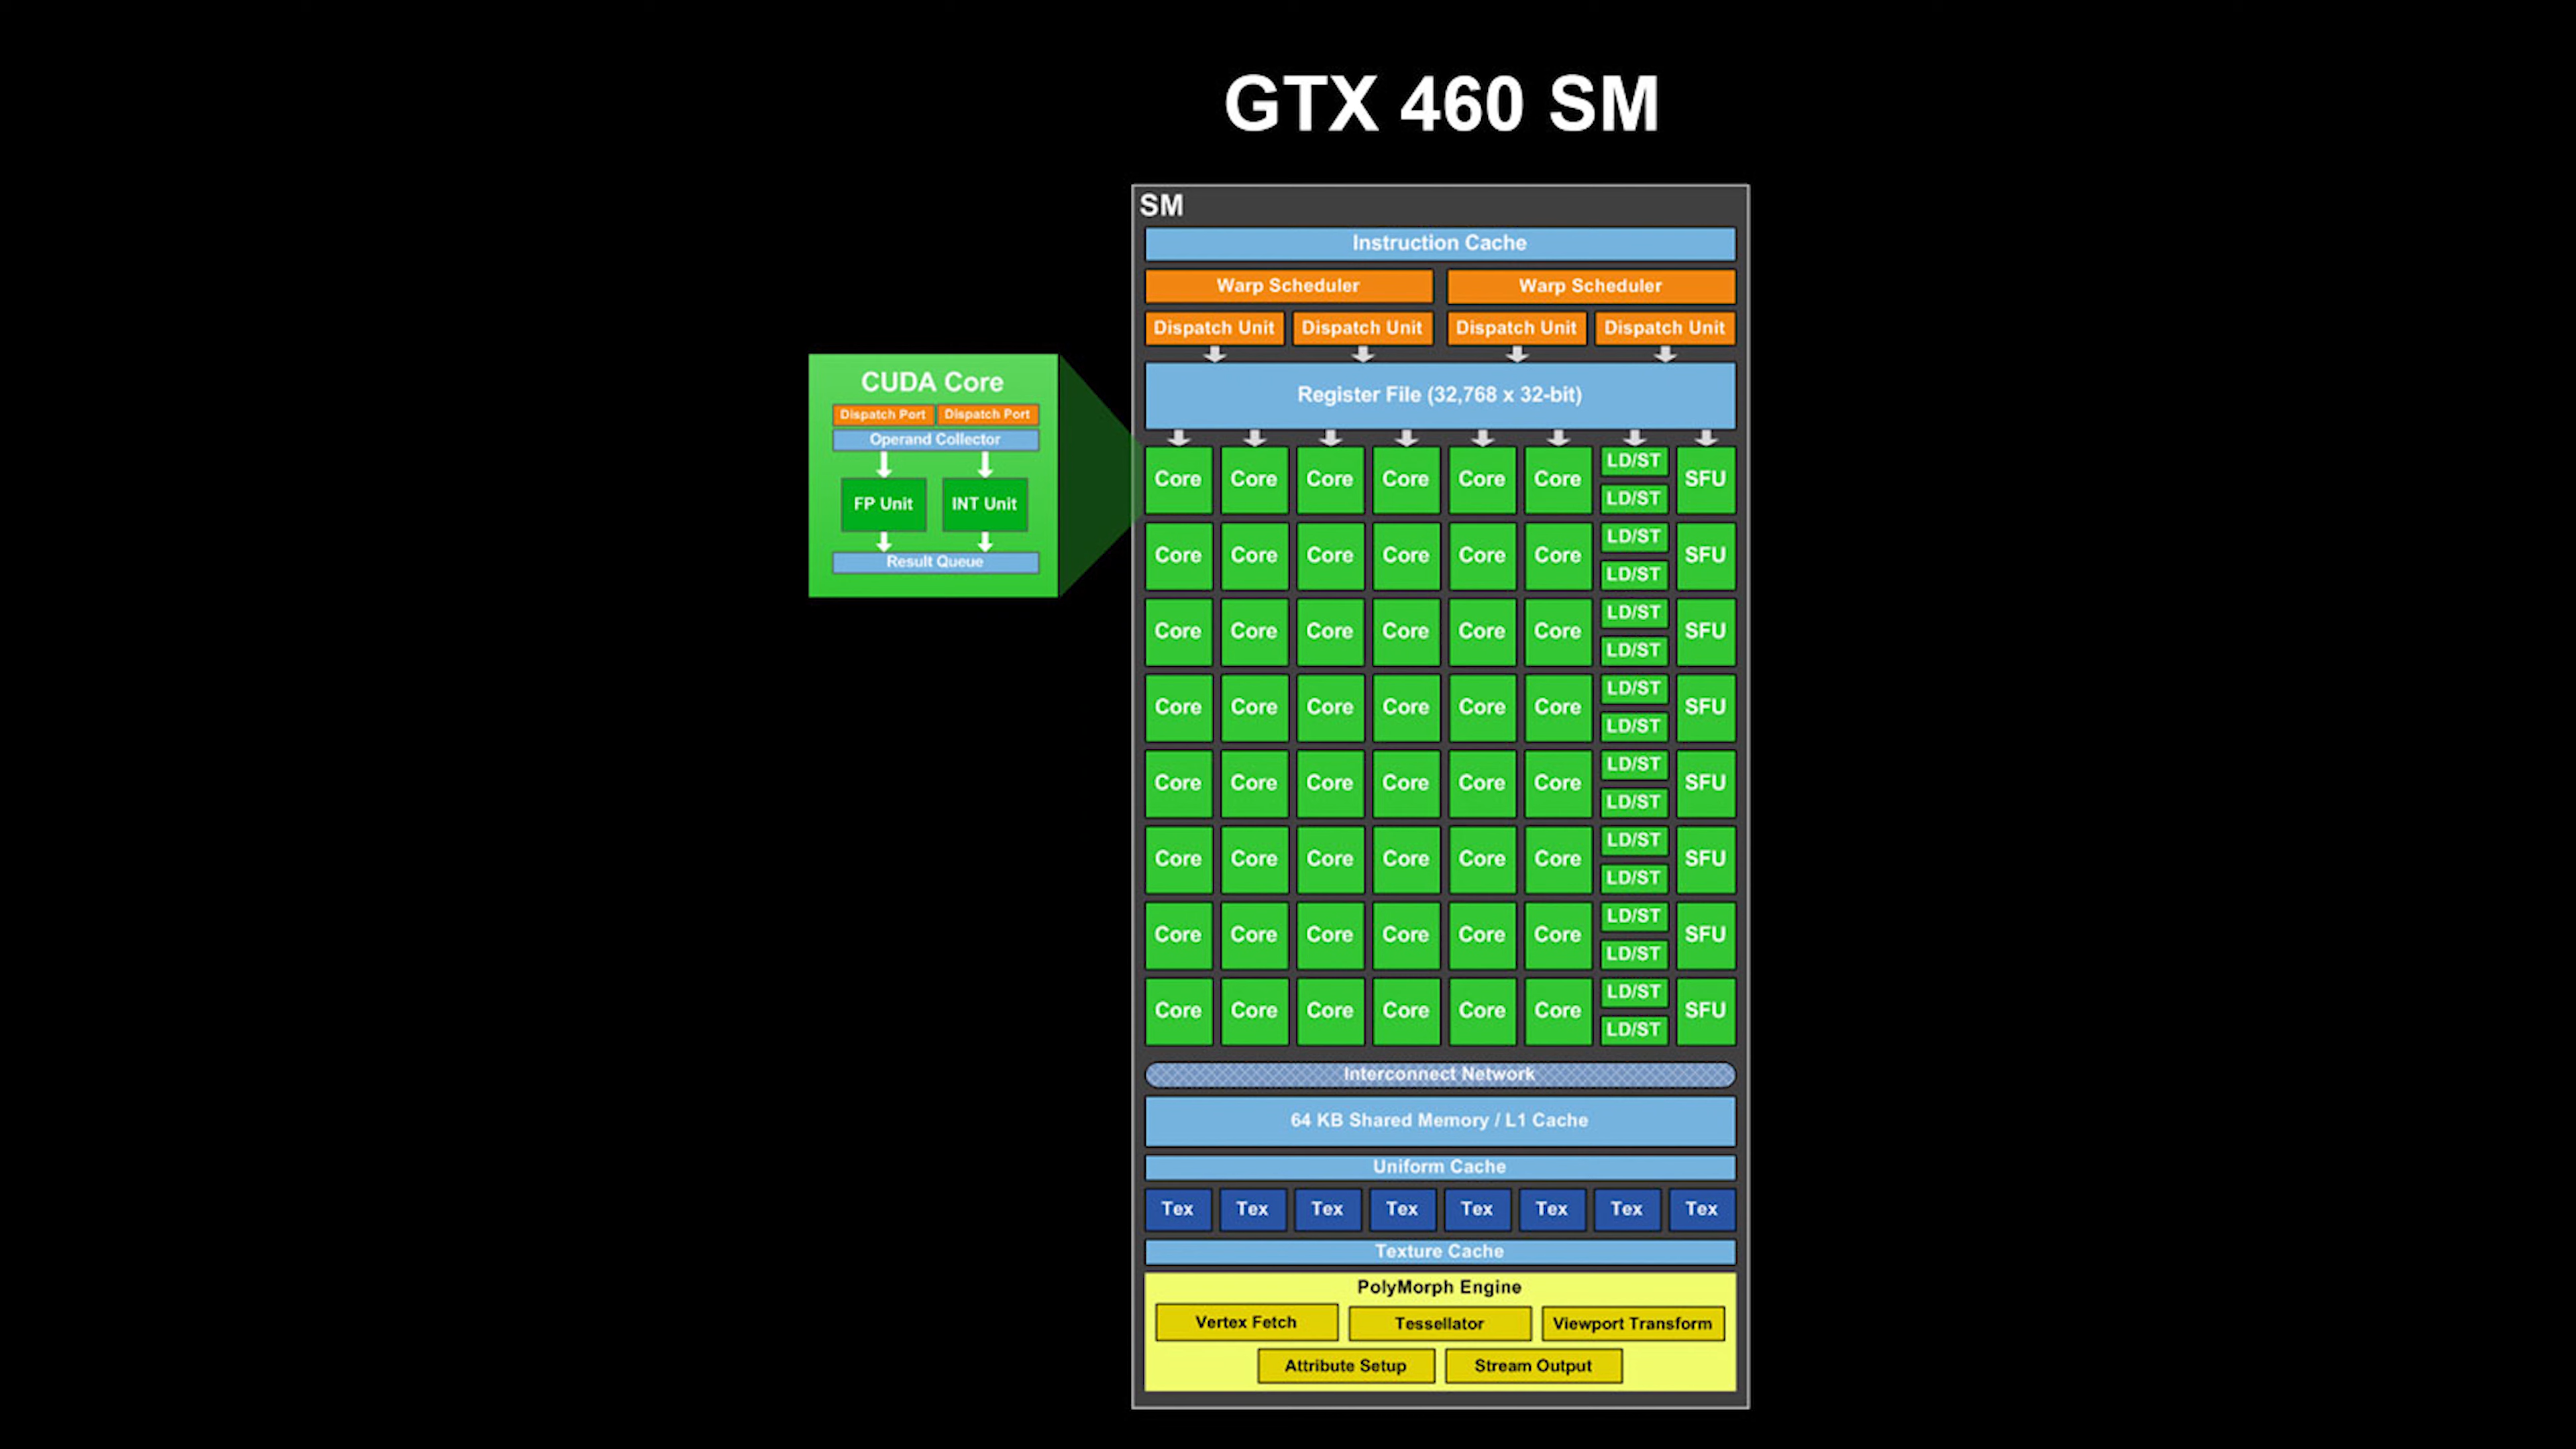 GTX 460 SM
SM
Instruction Cache
Warp Scheduler Warp Scheduler
Dispatch Unit Dispatch Unit Dispatch Unit Dispatch Unit
Register File (32,768 x 32-bit)
CUDA Core
Dispatch Port Dispatch Port
Operand Collector
FP Unit INT Unit
Result Queue
LD/ST
Core Core Core Core Core Core SFU
LD/ST
LD/ST
Core Core Core Core Core Core SFU
LD/ST
LD/ST
Core Core Core Core Core Core SFU
LD/ST
LD/ST
Core Core Core Core Core Core SFU
LD/ST
LD/ST
Core Core Core Core Core Core SFU
LD/ST
LD/ST
Core Core Core Core Core Core SFU
LD/ST
LD/ST
Core Core Core Core Core Core SFU
LD/ST
LD/ST
Core Core Core Core Core Core SFU
LD/ST
Interconnect Network
64 KB Shared Memory / L1 Cache
Uniform Cache
Tex Tex Tex Tex Tex Tex Tex Tex
Texture Cache
PolyMorph Engine
Vertex Fetch Tessellator Viewport Transform
Attribute Setup Stream Output